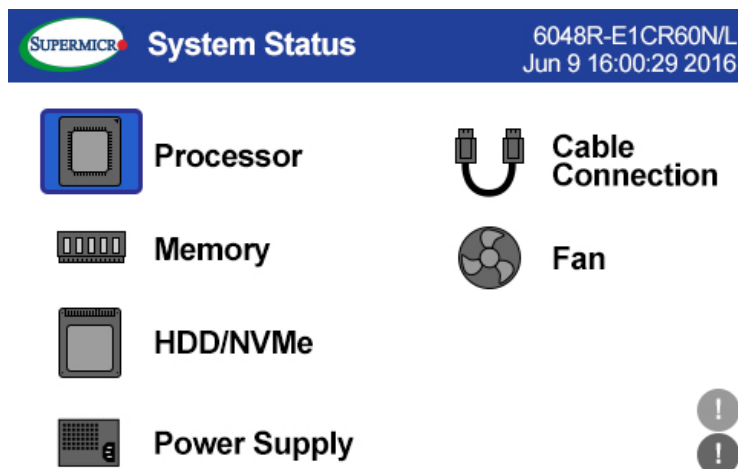 SUPERMICR
System Status
6048R-E1CR60N/L
Jun 9 16:00:29 2016
Processor
Cable
Connection
Memory
Fan
HDD/NVMe
Power Supply
!
!